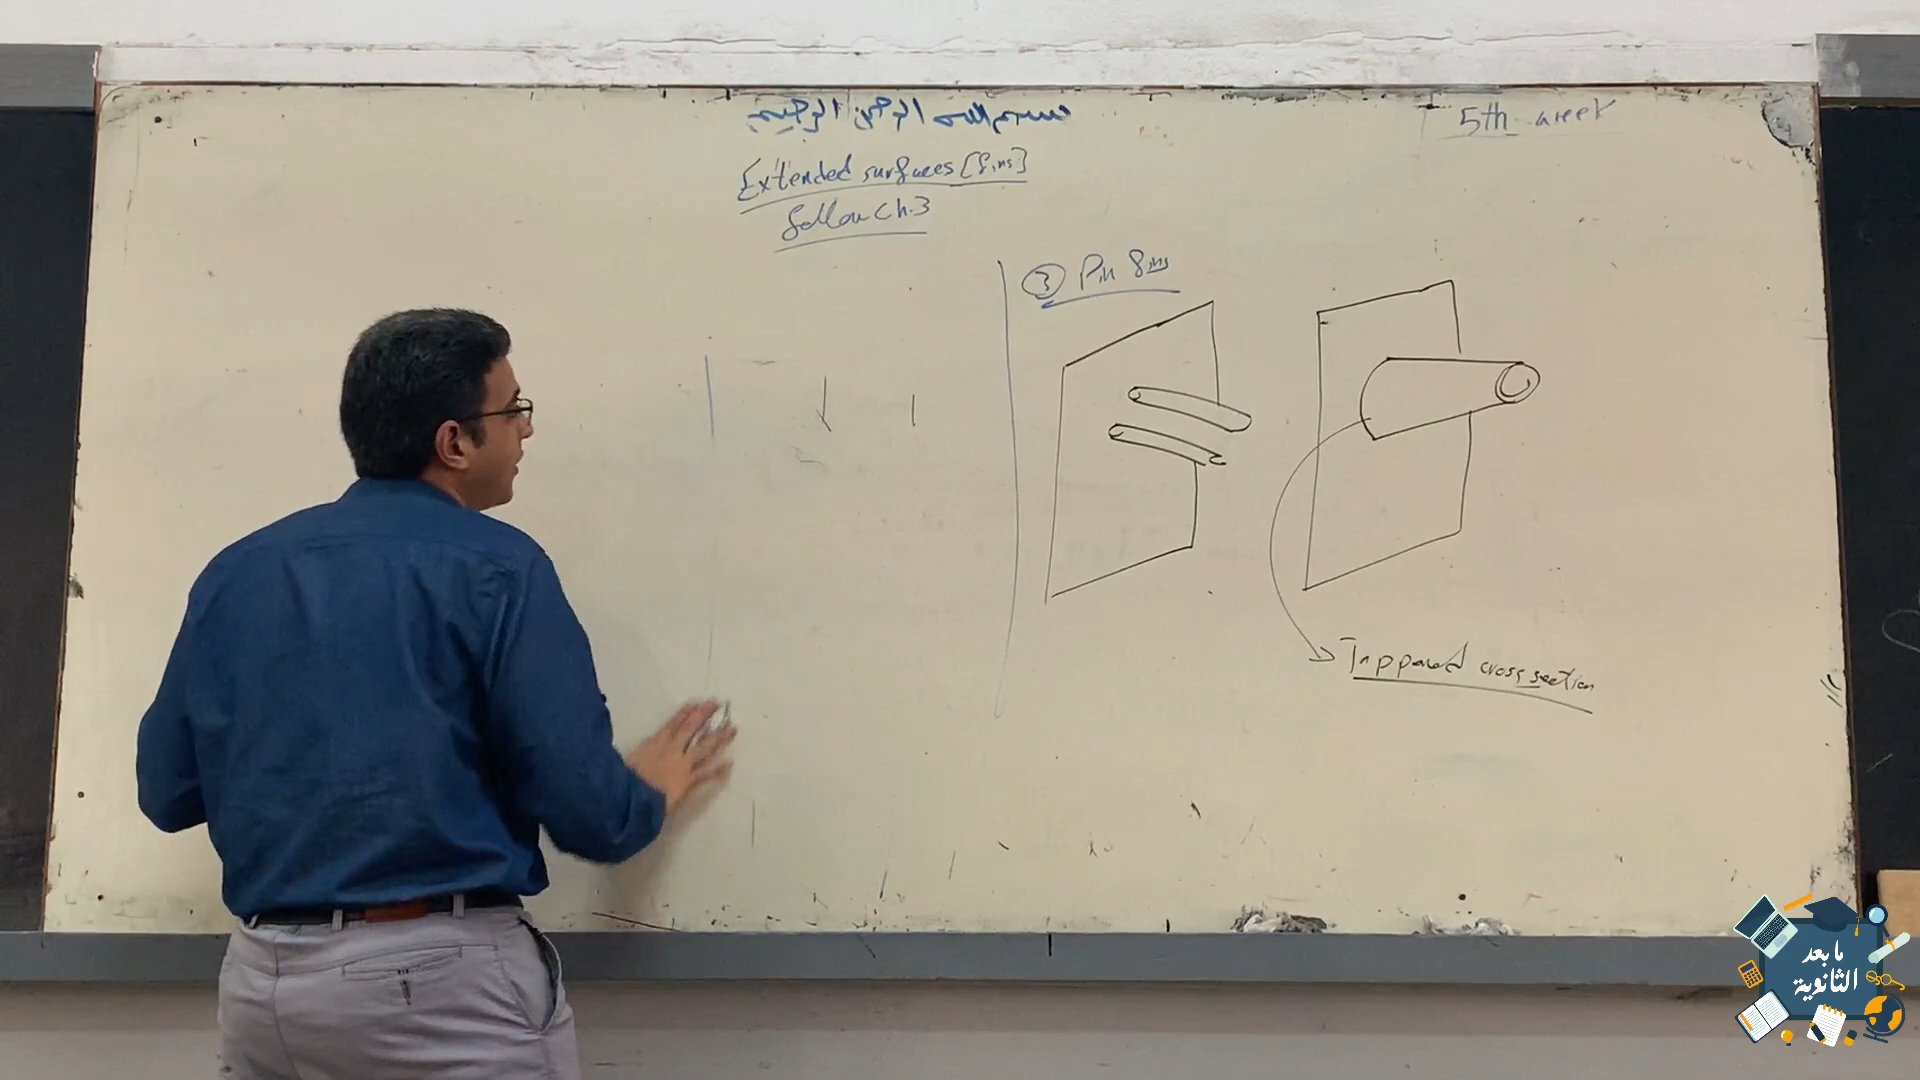 بسم الله الرحمن الرحيم
5th week
Extended surfaces [fins]
follow ch.3
③ Pin fins
Tappered cross section
ما بعد
الثانوية